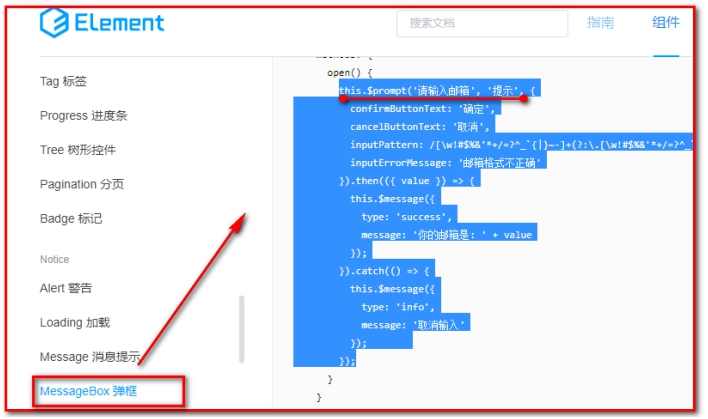 Element
搜索文档
指南
组件
Tag 标签
Progress 进度条
Tree 树形控件
Pagination 分页
Badge 标记
Notice
Alert 警告
Loading 加载
Message 消息提示
MessageBox 弹框
open() {
this.$prompt('请输入邮箱', '提示', {
confirmButtonText: '确定',
cancelButtonText: '取消',
inputPattern: /[\w!#$%&'*+/=?^_`{|}~-]+(?:\.[\w!#$%&'*+/=?^_`
inputErrorMessage: '邮箱格式不正确'
}).then(({ value }) => {
this.$message({
type: 'success',
message: '你的邮箱是: ' + value
});
}).catch(() => {
this.$message({
type: 'info',
message: '取消输入'
});
});
}
}